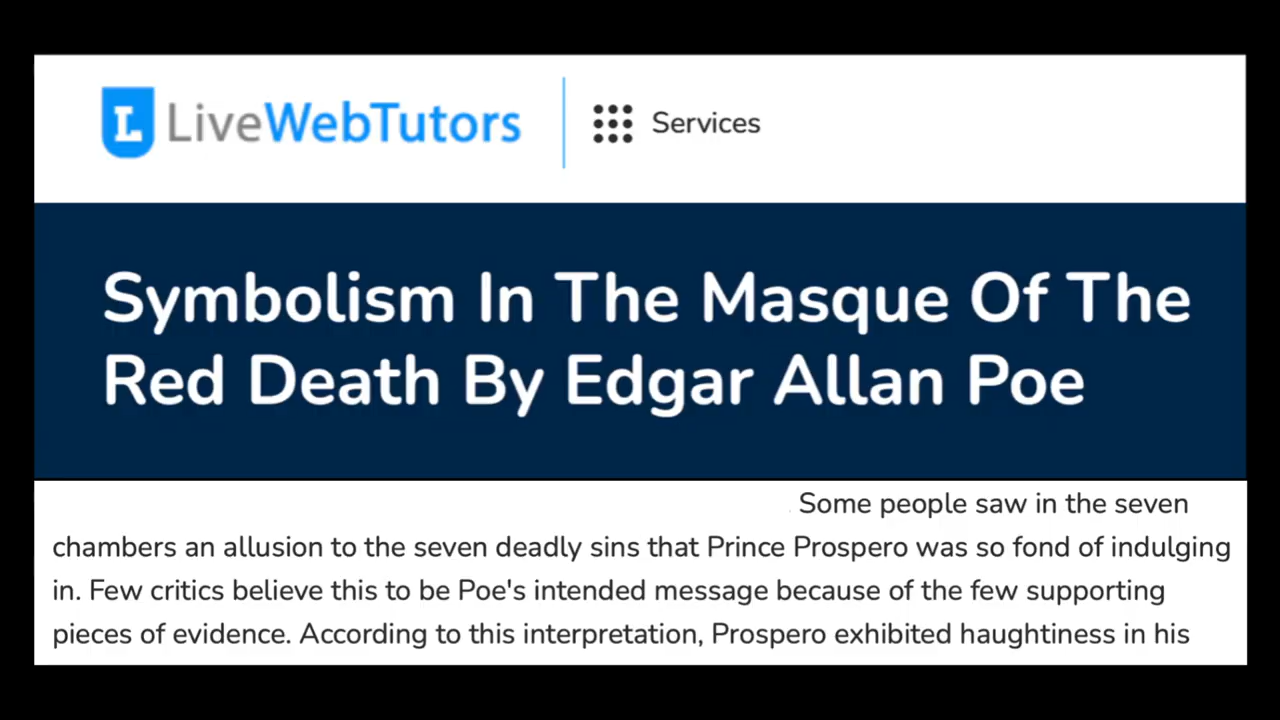 LiveWebTutors
Services
Symbolism In The Masque Of The
Red Death By Edgar Allan Poe
Some people saw in the seven
chambers an allusion to the seven deadly sins that Prince Prospero was so fond of indulging
in. Few critics believe this to be Poe's intended message because of the few supporting
pieces of evidence. According to this interpretation, Prospero exhibited haughtiness in his